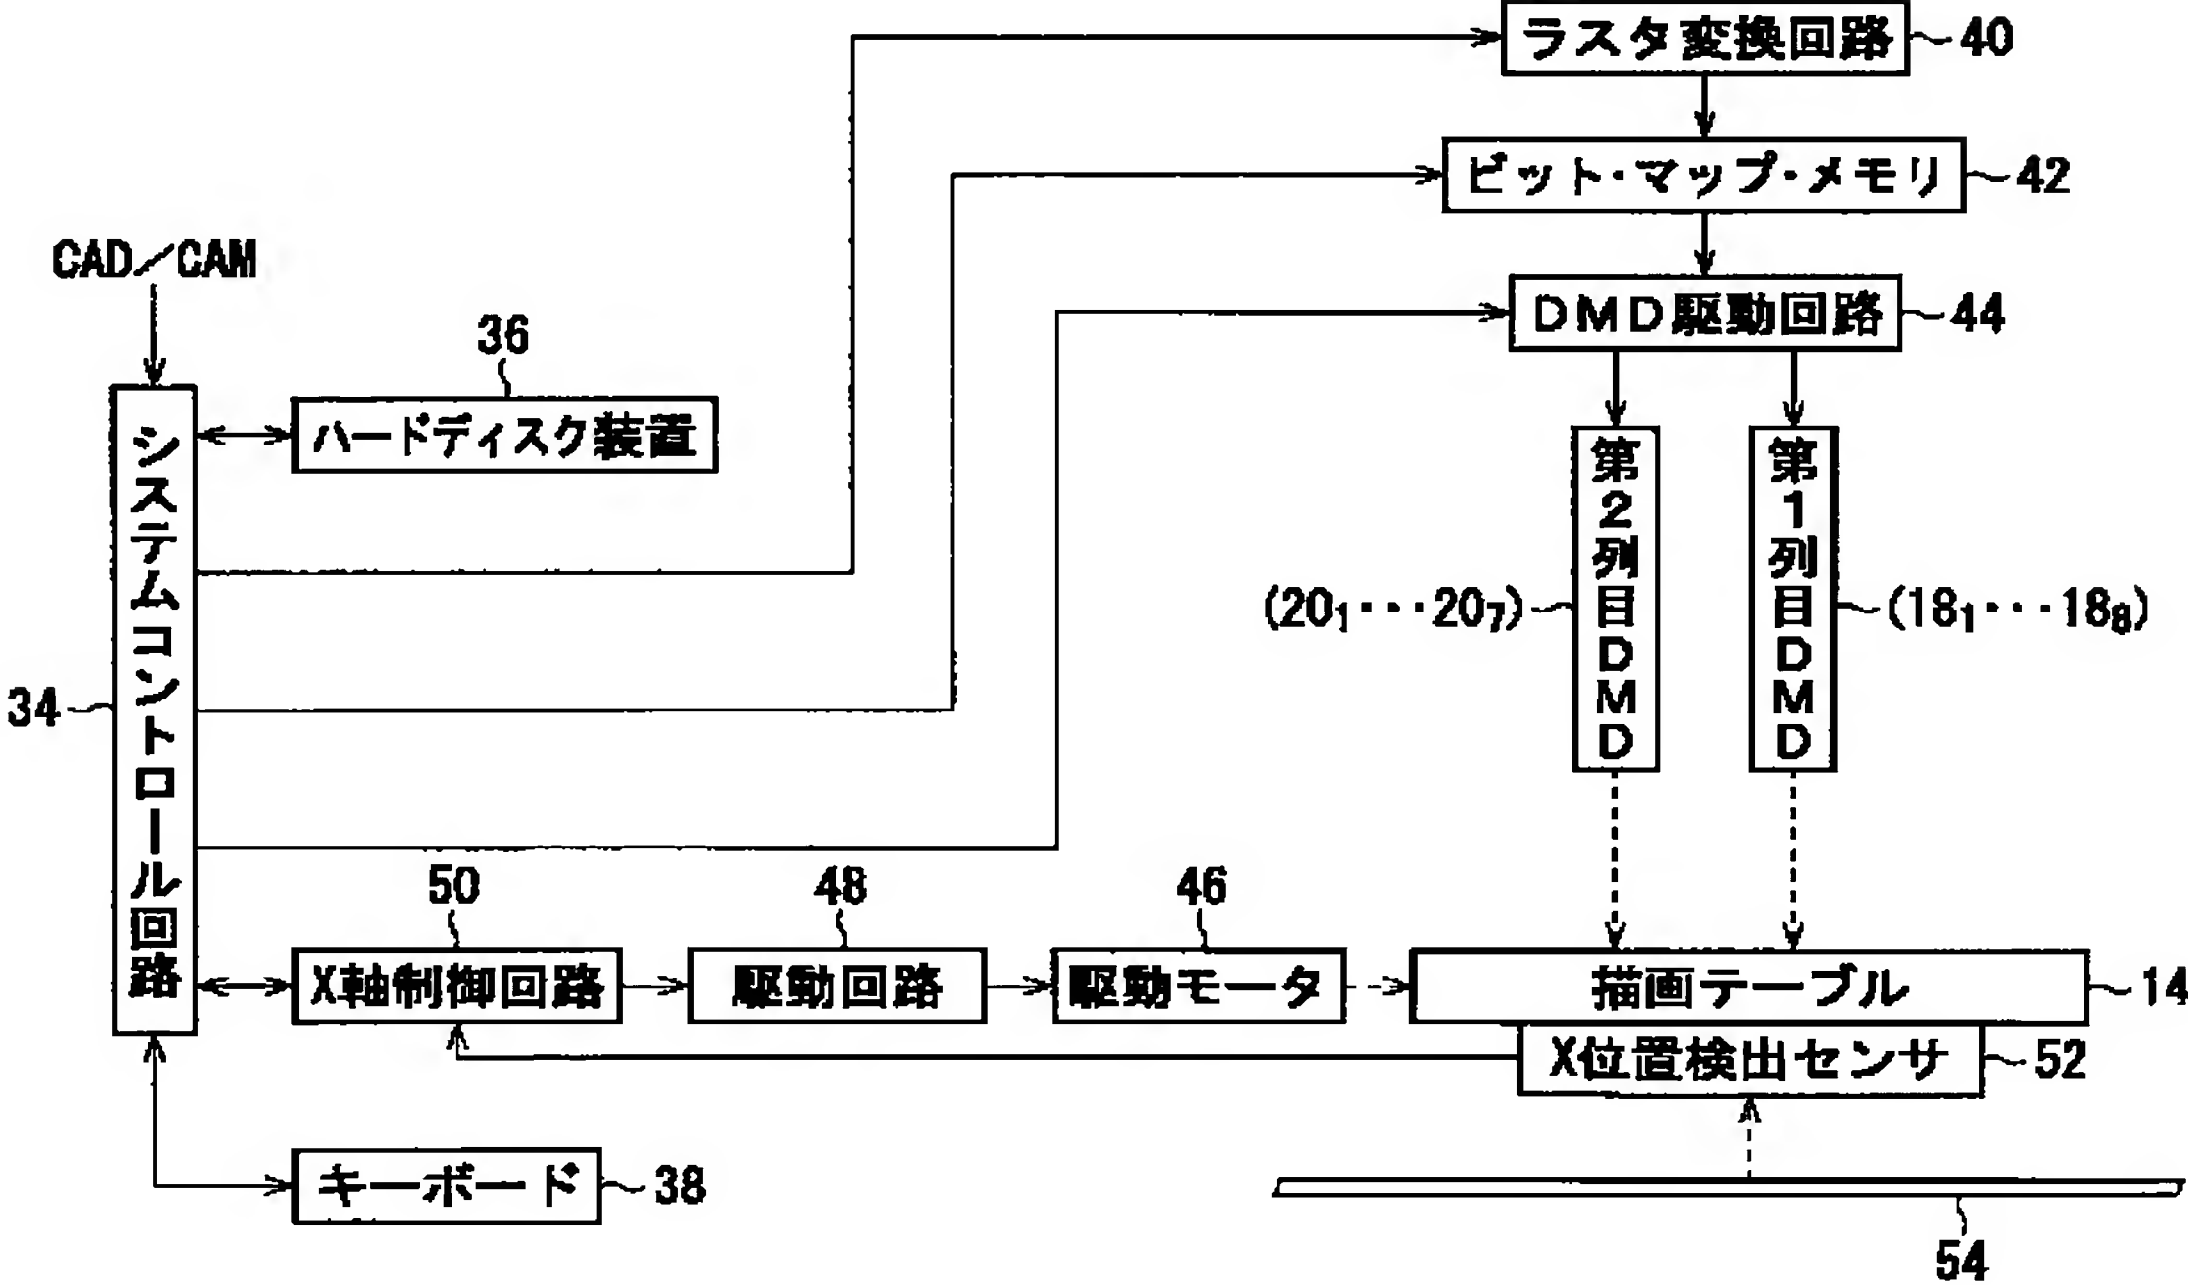 ラスタ変換回路
40
ビット・マップ・メモリ
42
CAD/CAM
DMD駆動回路
44
36
ハードディスク装置
システムコントロール回路
34
第2列目DMD
第1列目DMD
(20₁・・・20₇)
(18₁・・・18₈)
50
48
46
X軸制御回路
駆動回路
駆動モータ
描画テーブル
14
X位置検出センサ
52
キーボード
38
54